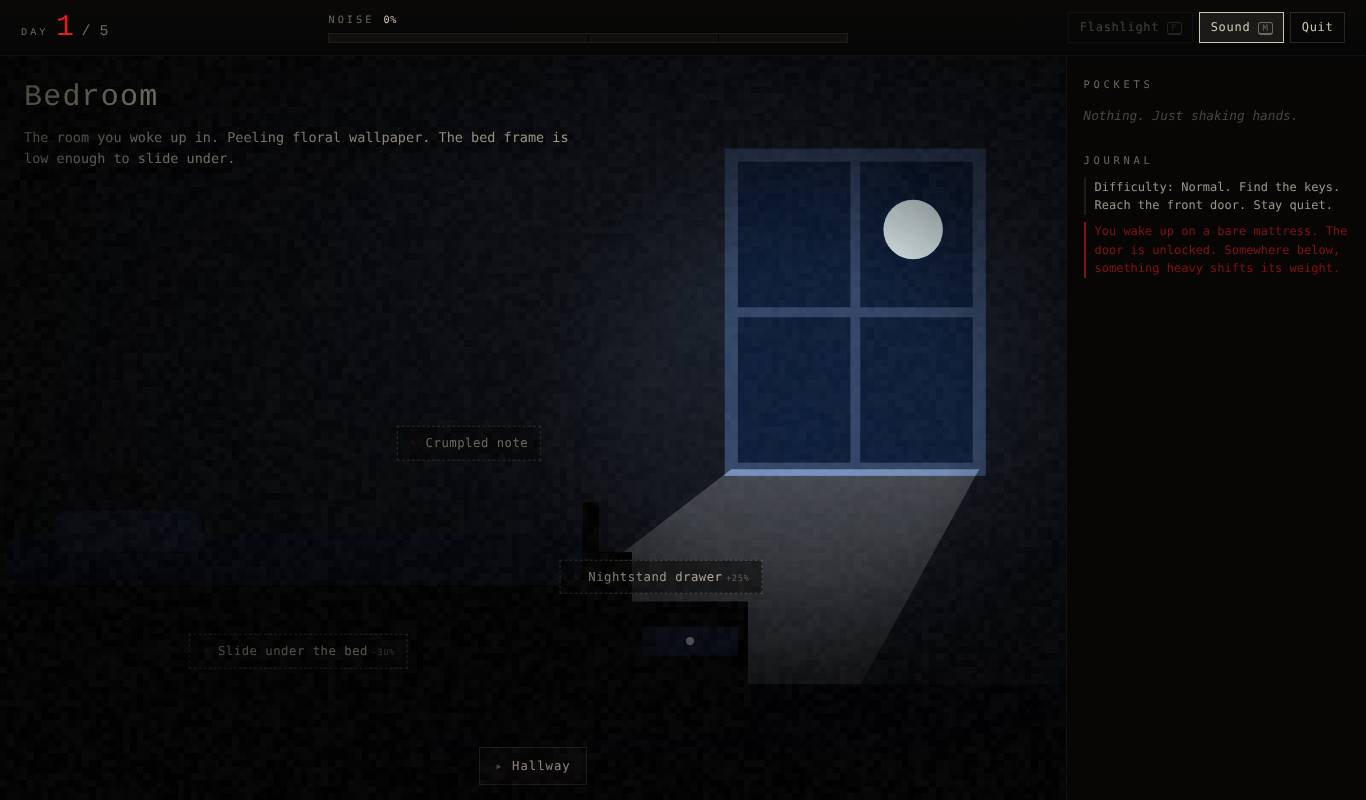 DAY 1 / 5
NOISE 0%
Flashlight F
Sound M
Quit
Bedroom
The room you woke up in. Peeling floral wallpaper. The bed frame is
low enough to slide under.
Crumpled note
Nightstand drawer +25%
Slide under the bed -30%
▸ Hallway
POCKETS
Nothing. Just shaking hands.
JOURNAL
Difficulty: Normal. Find the keys.
Reach the front door. Stay quiet.
You wake up on a bare mattress. The
door is unlocked. Somewhere below,
something heavy shifts its weight.